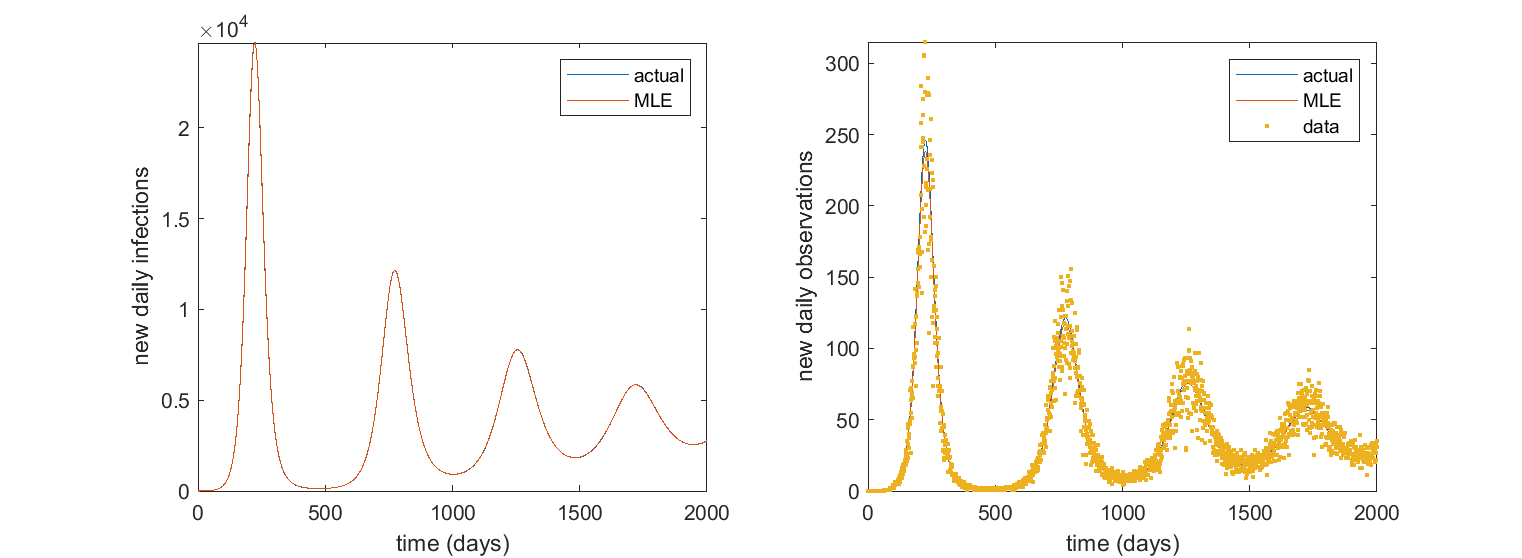 ×10⁴
2
1.5
1
0.5
0
0
500
1000
1500
2000
new daily infections
time (days)
actual
MLE
300
250
200
150
100
50
0
0
500
1000
1500
2000
new daily observations
time (days)
actual
MLE
data